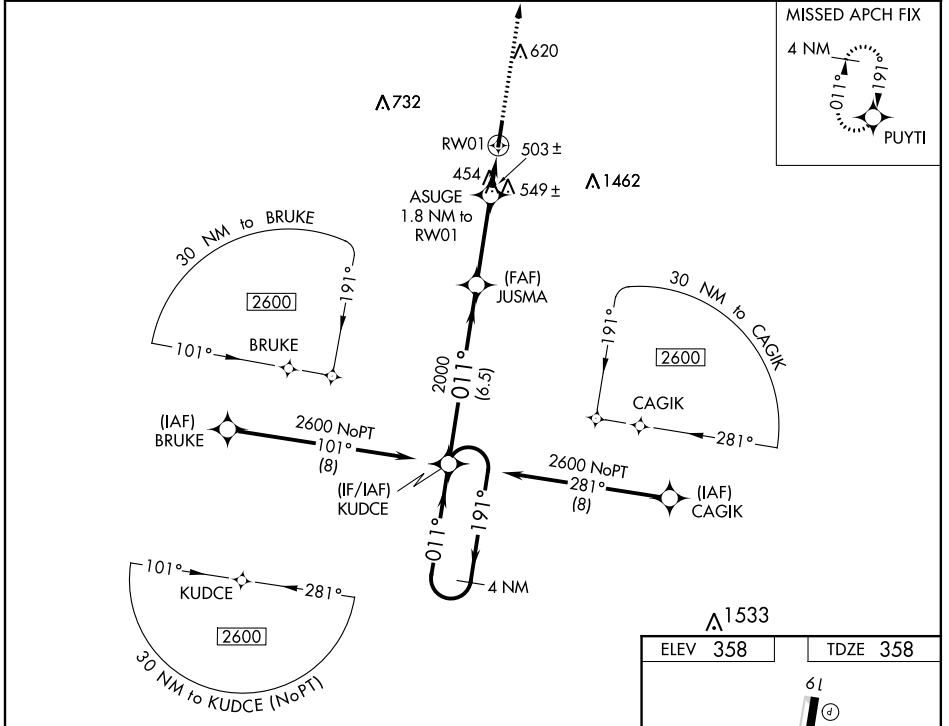 MISSED APCH FIX
4 NM
011°
191°
PUYTI
620
732
RW01
503 ±
454
549 ±
1462
ASUGE
1.8 NM to
RW01
30 NM to BRUKE
2600
191°
101°
BRUKE
(FAF)
JUSMA
30 NM to CAGIK
191°
2600
CAGIK
281°
2000
011°
(6.5)
(IAF)
BRUKE
2600 NoPT
101°
(8)
(IF/IAF)
KUDCE
2600 NoPT
281°
(8)
(IAF)
CAGIK
011°
191°
4 NM
101°
KUDCE
281°
2600
30 NM to KUDCE (NoPT)
1533
ELEV 358
TDZE 358
19
P